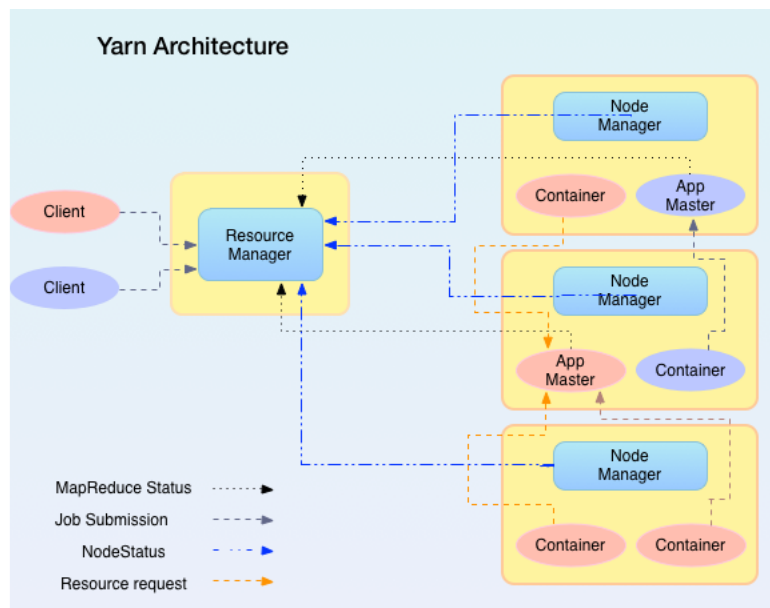 Yarn Architecture
Client
Client
Resource
Manager
Node
Manager
Container
App
Master
Node
Manager
App
Master
Container
Node
Manager
Container
Container
MapReduce Status
Job Submission
NodeStatus
Resource request